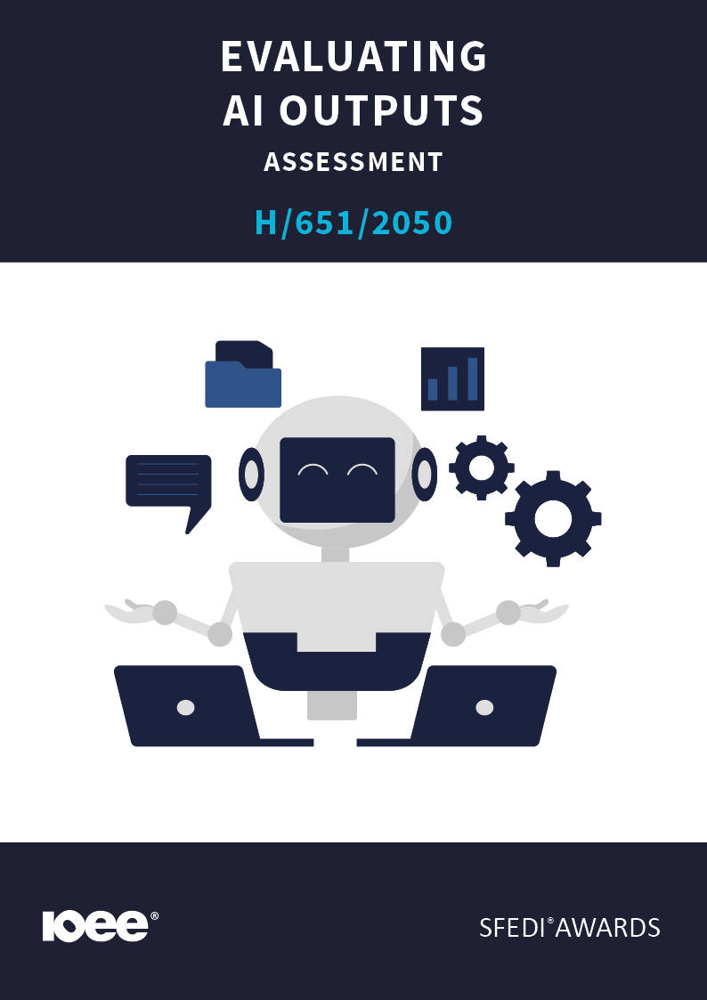 EVALUATING
AI OUTPUTS
ASSESSMENT
H/651/2050
ioee®
SFEDI®AWARDS